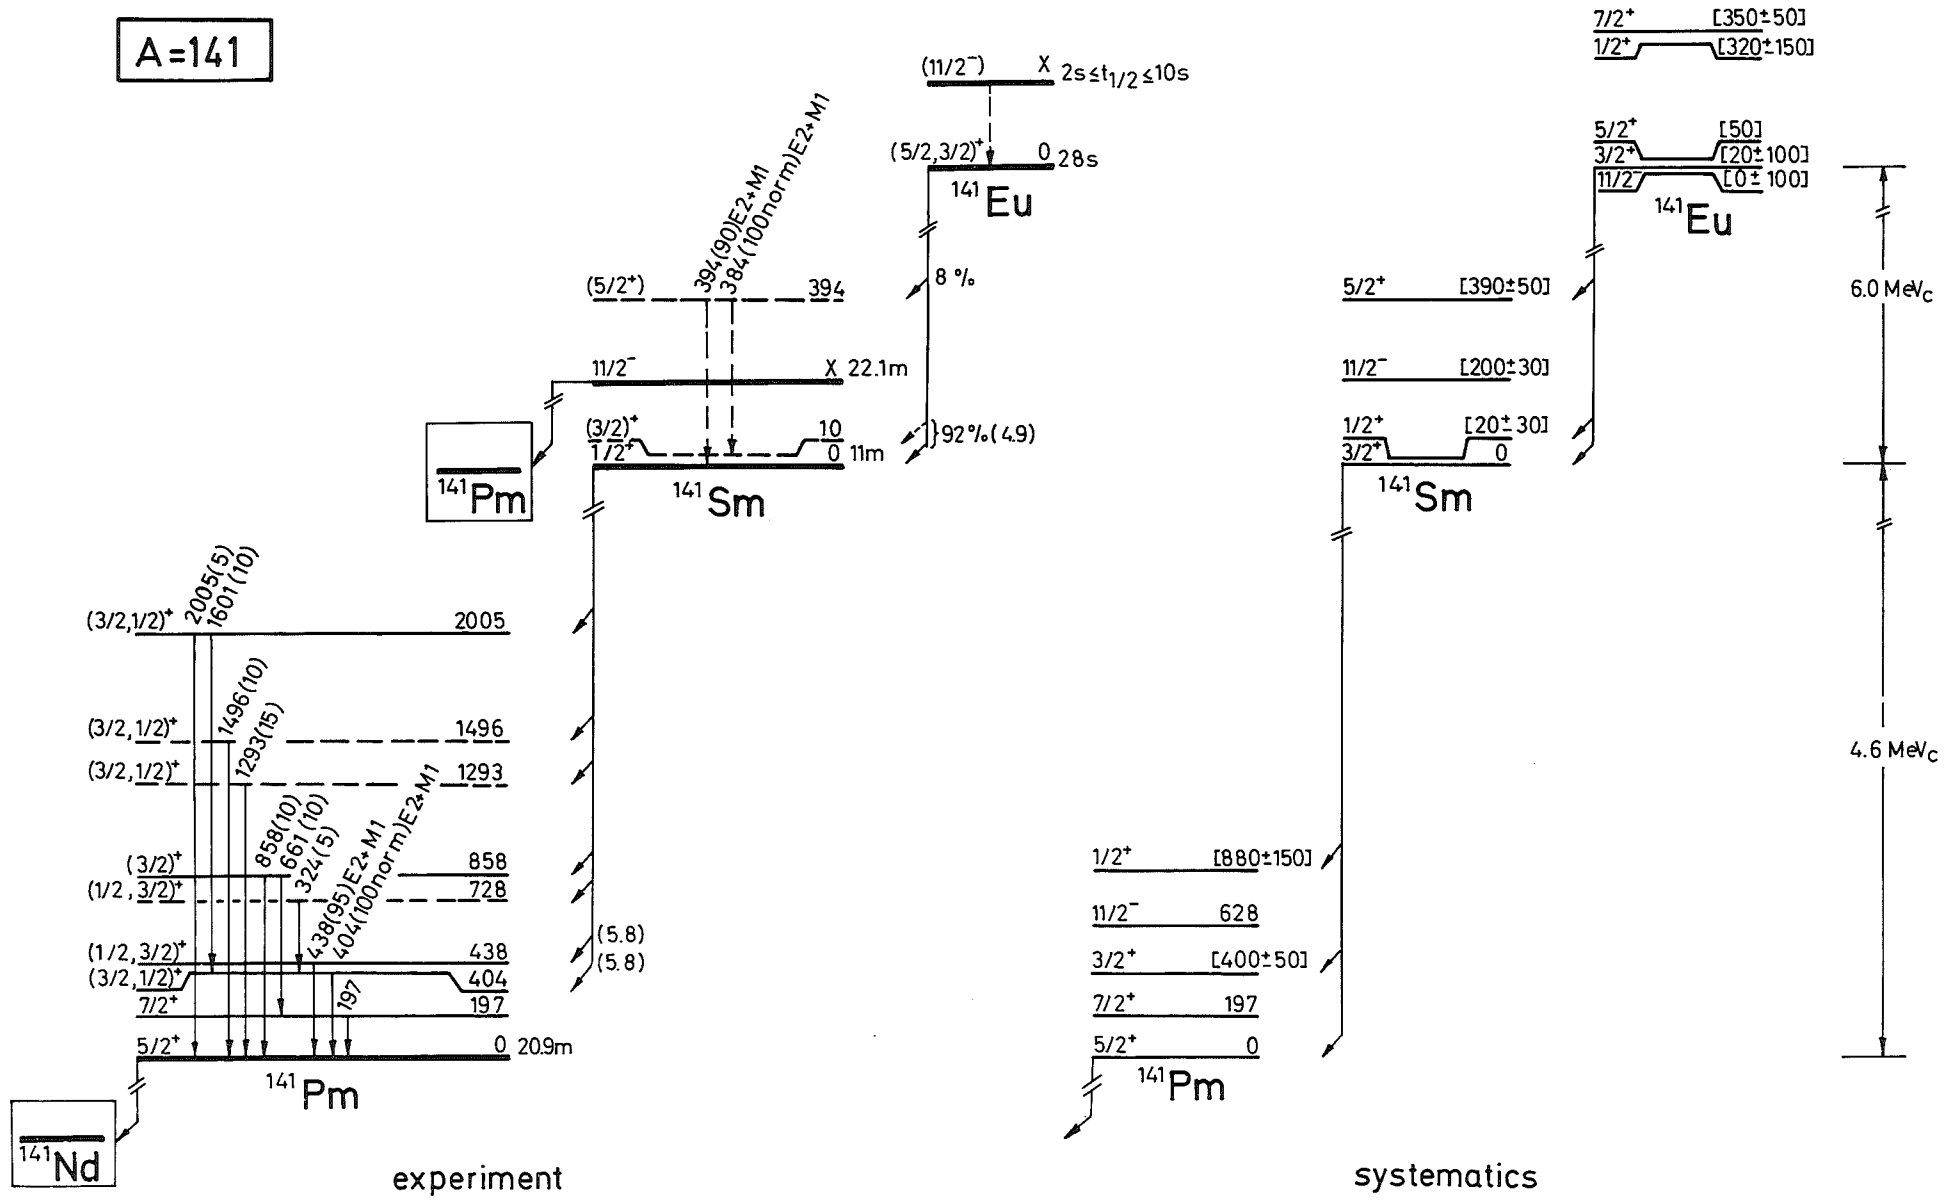 A=141
(11/2⁻) X 2s≤t1/2≤10s
(5/2,3/2)⁺ 0 28s
¹⁴¹Eu
394(90)E2+M1
384(100norm)E2+M1
8 %
(5/2⁺) 394
11/2⁻ X 22.1m
(3/2)⁺ 10
1/2⁺ 0 11m
}92%(4.9)
¹⁴¹Pm
¹⁴¹Sm
2005(5)
1601(10)
(3/2,1/2)⁺ 2005
1496(10)
1293(15)
(3/2,1/2)⁺ 1496
(3/2,1/2)⁺ 1293
858(10)
661(10)
324(5)
438(95)E2+M1
404(100norm)E2+M1
(3/2)⁺ 858
(1/2,3/2)⁺ 728
(1/2,3/2)⁺ 438 (5.8)
(3/2,1/2)⁺ 404 (5.8)
197
7/2⁺ 197
5/2⁺ 0 20.9m
¹⁴¹Pm
¹⁴¹Nd
experiment
7/2⁺ [350±50]
1/2⁺ [320±150]
5/2⁺ [50]
3/2⁺ [20±100]
11/2⁻ [0±100]
¹⁴¹Eu
5/2⁺ [390±50]
6.0 MeVc
11/2⁻ [200±30]
1/2⁺ [20±30]
3/2⁺ 0
¹⁴¹Sm
4.6 MeVc
1/2⁺ [880±150]
11/2⁻ 628
3/2⁺ [400±50]
7/2⁺ 197
5/2⁺ 0
¹⁴¹Pm
systematics